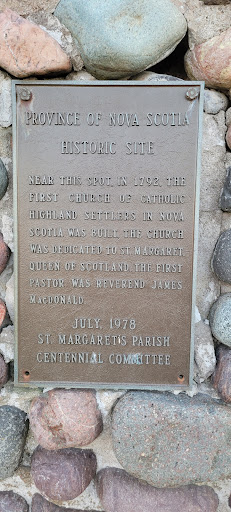 PROVINCE OF NOVA SCOTIA
HISTORIC SITE
NEAR THIS SPOT, IN 1792, THE
FIRST CHURCH OF CATHOLIC
HIGHLAND SETTLERS IN NOVA
SCOTIA WAS BUILT. THE CHURCH
WAS DEDICATED TO ST. MARGARET,
QUEEN OF SCOTLAND. THE FIRST
PASTOR WAS REVEREND JAMES
MACDONALD.
JULY, 1978
ST. MARGARET'S PARISH
CENTENNIAL COMMITTEE